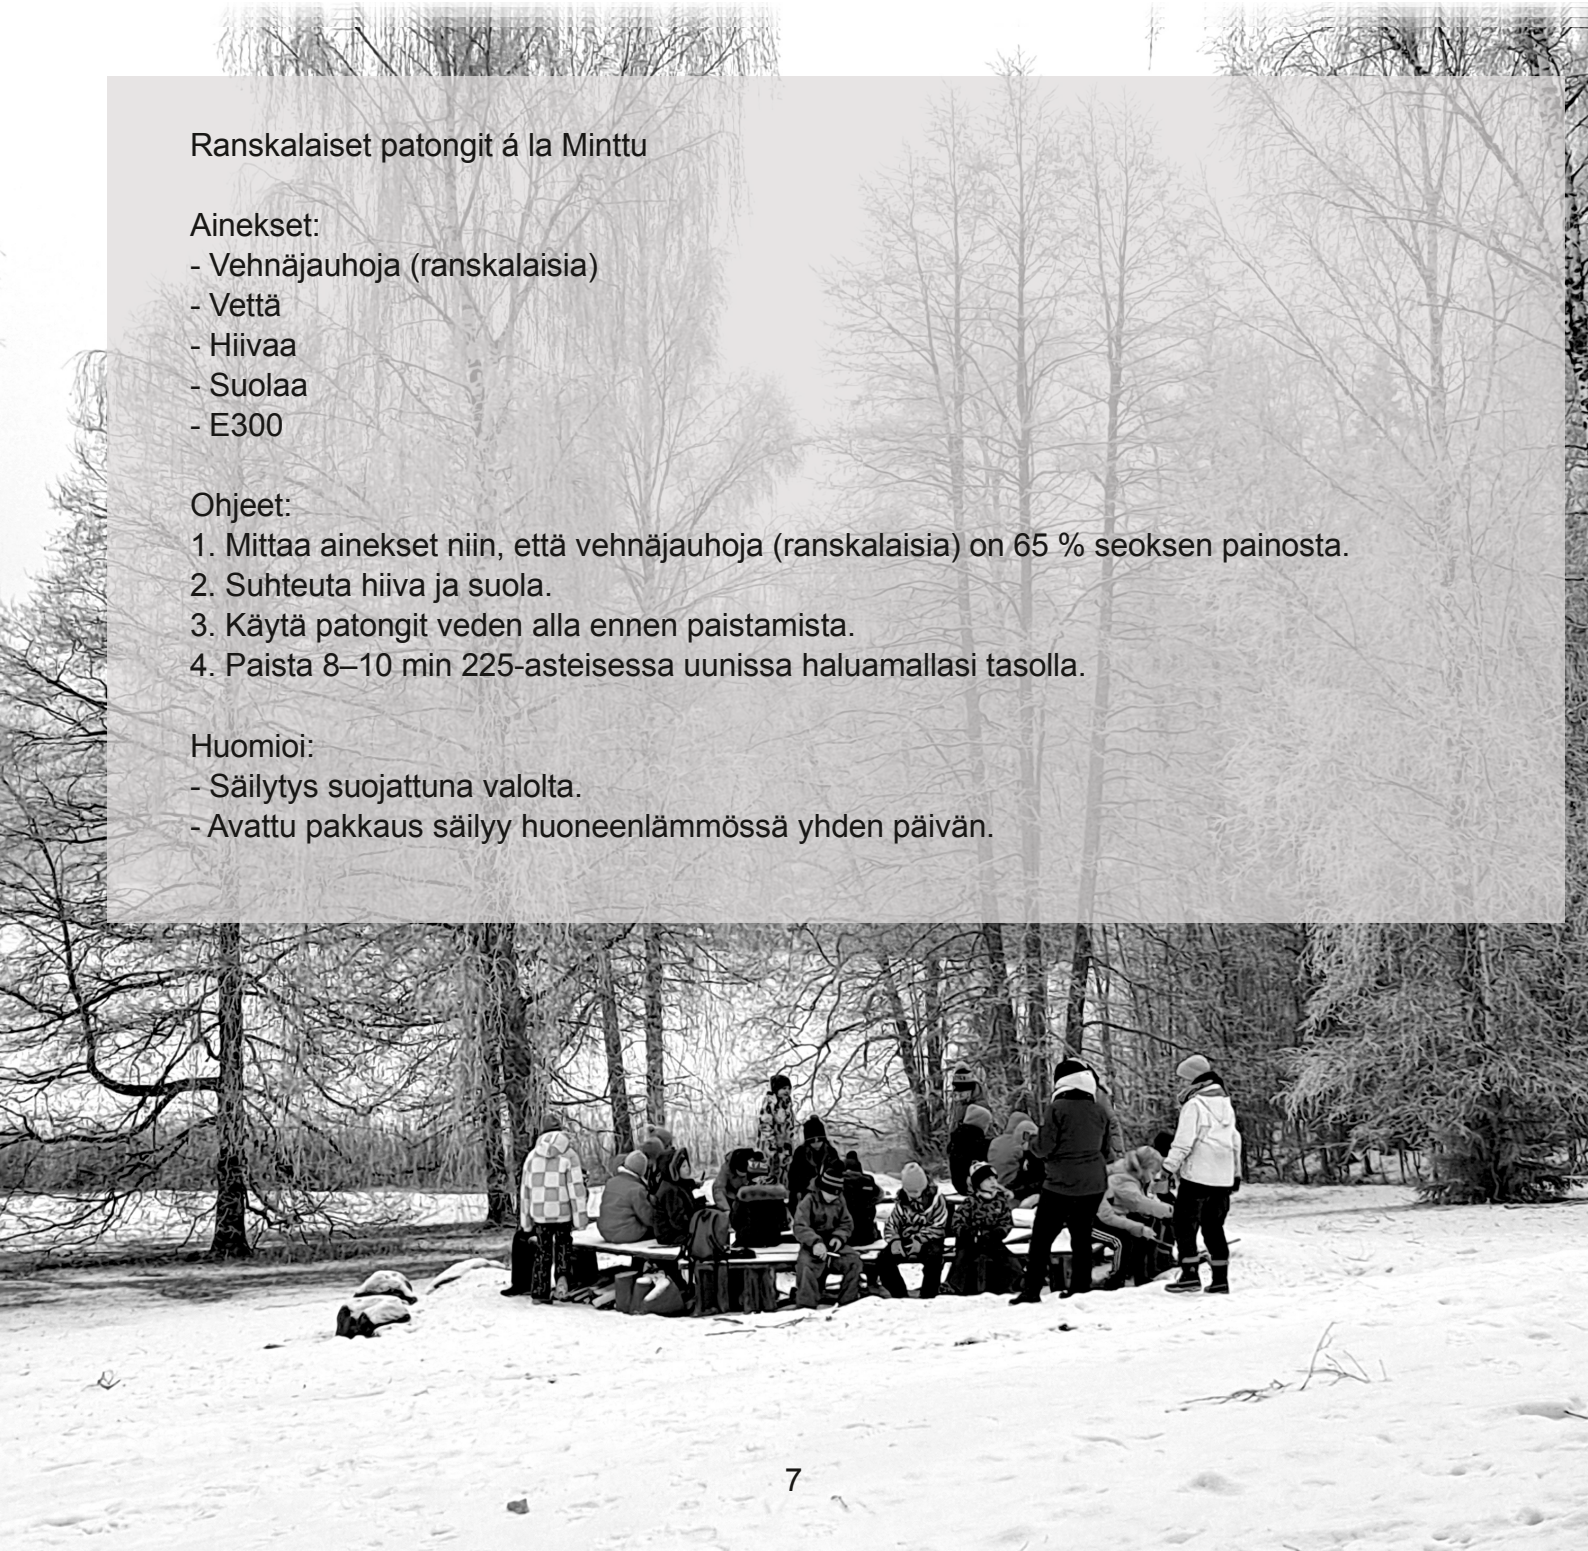 Ranskalaiset patongit á la Minttu
Ainekset:
- Vehnäjauhoja (ranskalaisia)
- Vettä
- Hiivaa
- Suolaa
- E300
Ohjeet:
1. Mittaa ainekset niin, että vehnäjauhoja (ranskalaisia) on 65 % seoksen painosta.
2. Suhteuta hiiva ja suola.
3. Käytä patongit veden alla ennen paistamista.
4. Paista 8–10 min 225-asteisessa uunissa haluamallasi tasolla.
Huomioi:
- Säilytys suojattuna valolta.
- Avattu pakkaus säilyy huoneenlämmössä yhden päivän.
7